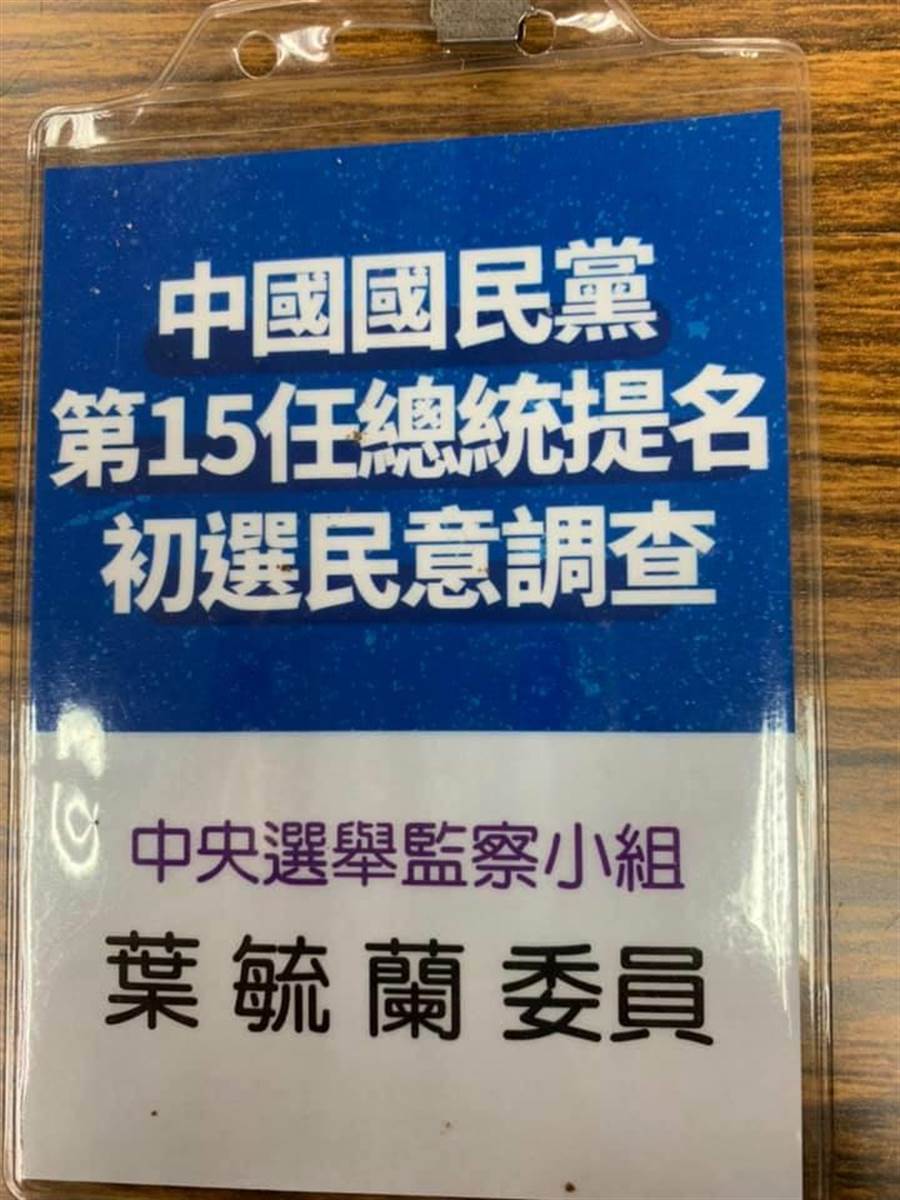 中國國民黨
第15任總統提名
初選民意調查
中央選舉監察小組
葉毓蘭委員